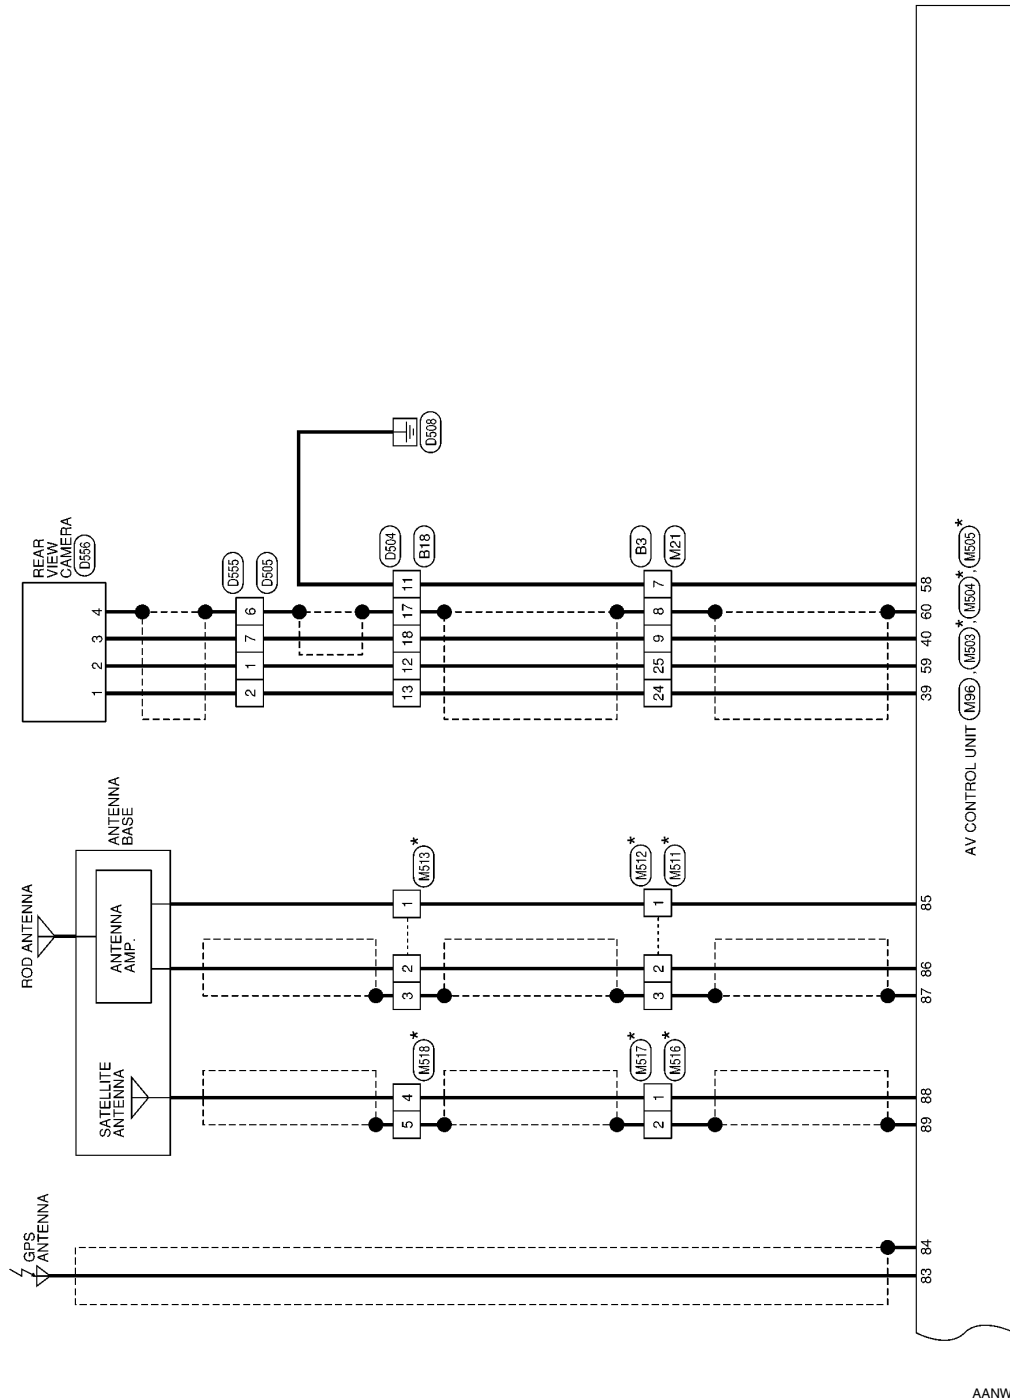 REAR
VIEW
CAMERA
D556
1 2 3 4
D555
D505
2 1 7 6
D504
B18
13 12 18 17 11
D508
B3
M21
24 25 9 8 7
39 59 40 60 58
AV CONTROL UNIT M96 , M503 * , M504 * , M505 *
ROD ANTENNA
ANTENNA
BASE
ANTENNA
AMP.
SATELLITE
ANTENNA
M513 *
3 2 1
M512 *
M511 *
3 2 1
87 86 85
M518 *
5 4
M517 *
M516 *
2 1
89 88
GPS
ANTENNA
83 84
AANW